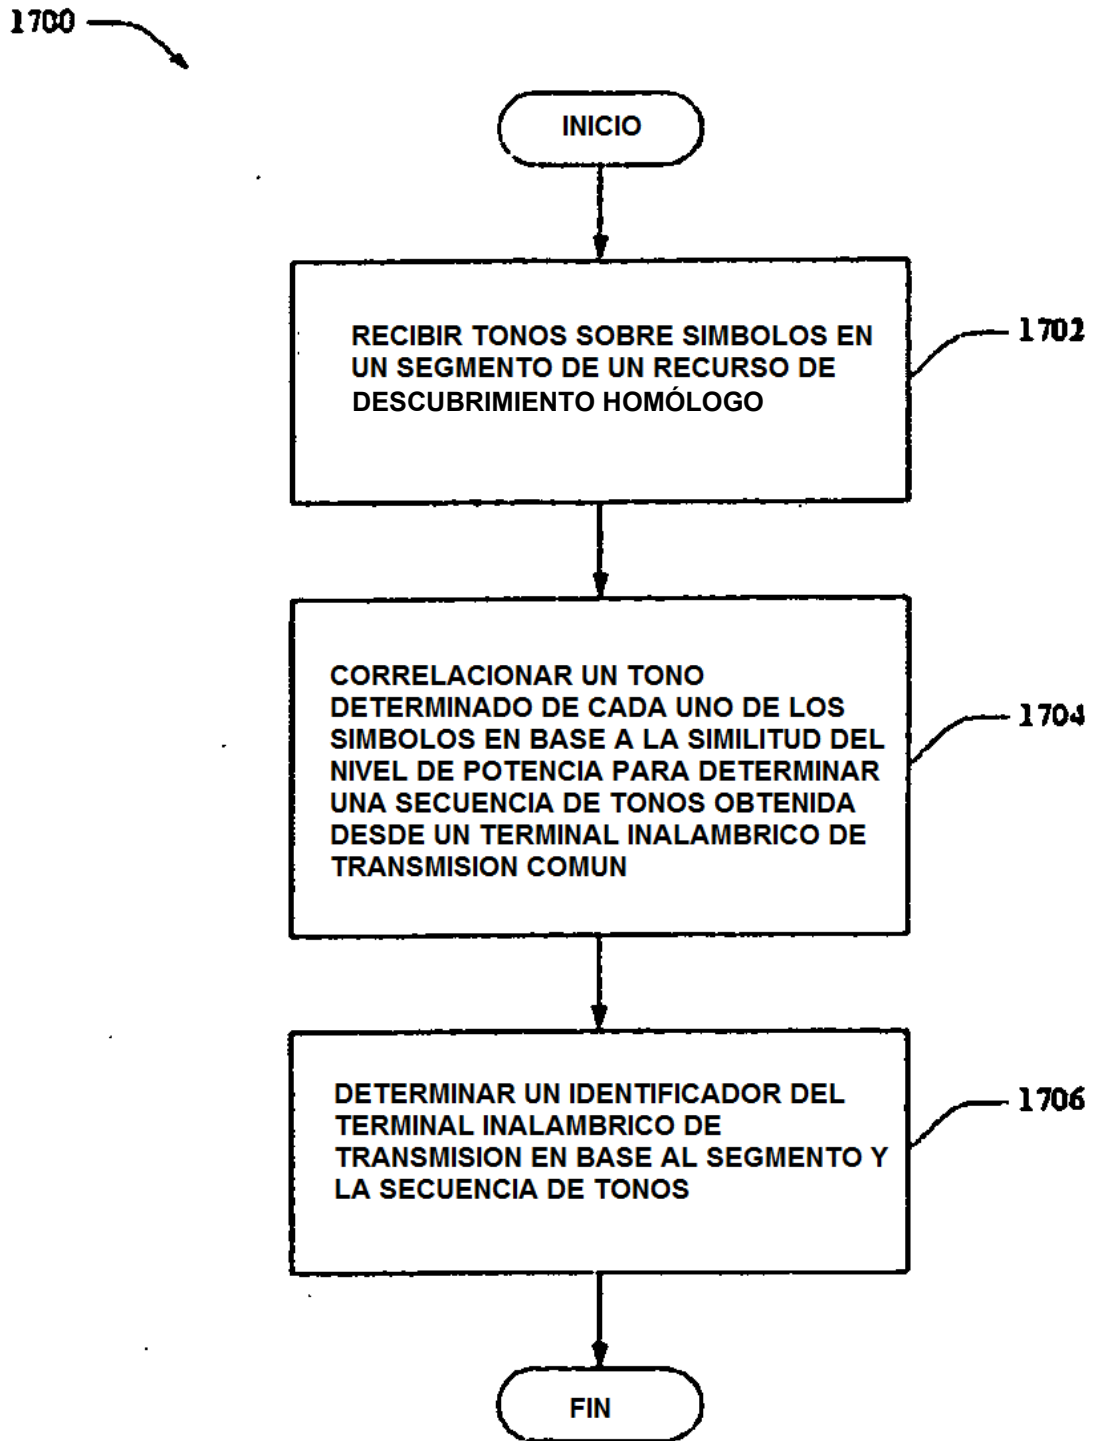 1700
INICIO
RECIBIR TONOS SOBRE SIMBOLOS EN
UN SEGMENTO DE UN RECURSO DE
DESCUBRIMIENTO HOMÓLOGO
1702
CORRELACIONAR UN TONO
DETERMINADO DE CADA UNO DE LOS
SIMBOLOS EN BASE A LA SIMILITUD DEL
NIVEL DE POTENCIA PARA DETERMINAR
UNA SECUENCIA DE TONOS OBTENIDA
DESDE UN TERMINAL INALAMBRICO DE
TRANSMISION COMUN
1704
DETERMINAR UN IDENTIFICADOR DEL
TERMINAL INALAMBRICO DE
TRANSMISION EN BASE AL SEGMENTO Y
LA SECUENCIA DE TONOS
1706
FIN